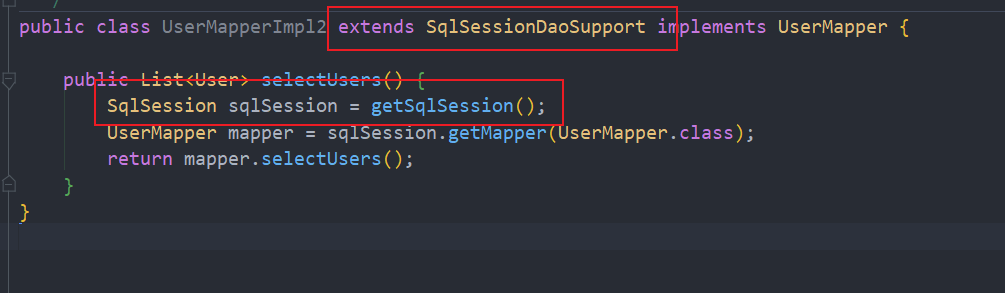 public class UserMapperImpl2 extends SqlSessionDaoSupport implements UserMapper {
public List<User> selectUsers() {
SqlSession sqlSession = getSqlSession();
UserMapper mapper = sqlSession.getMapper(UserMapper.class);
return mapper.selectUsers();
}
}